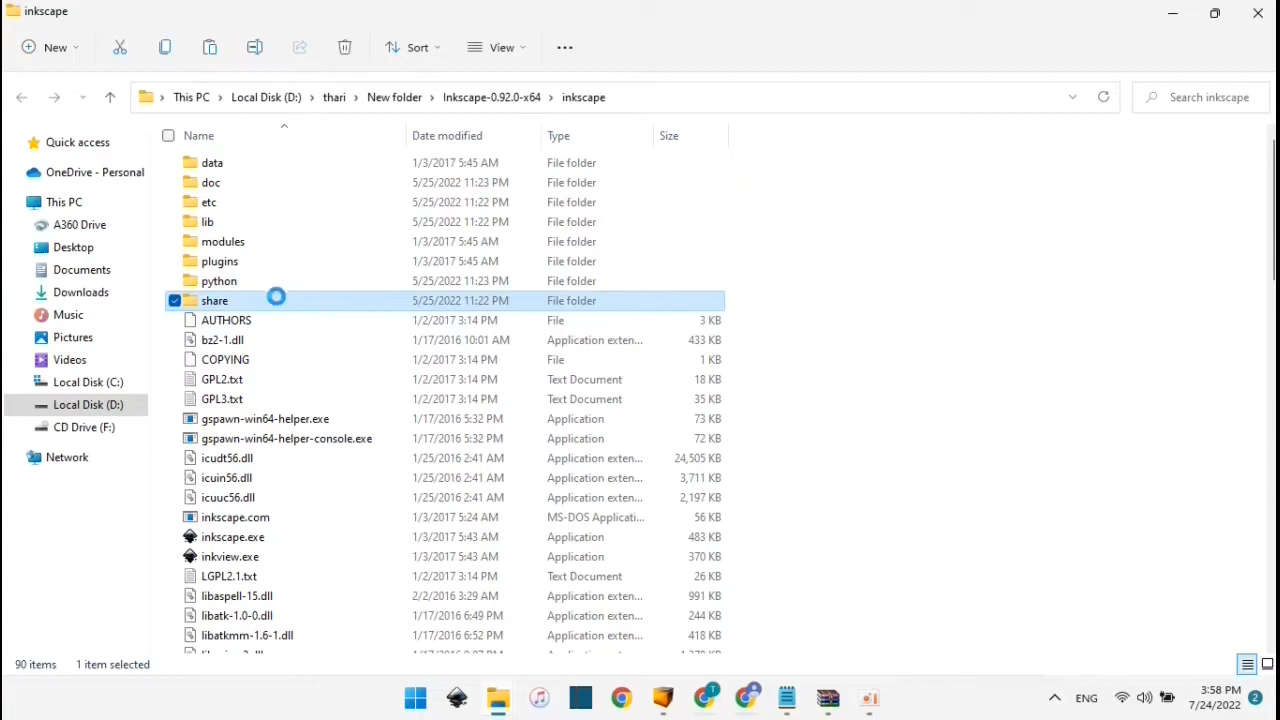 inkscape
New
Sort
View
This PC
Local Disk (D:)
thari
New folder
Inkscape-0.92.0-x64
inkscape
Search inkscape
Quick access
OneDrive - Personal
This PC
A360 Drive
Desktop
Documents
Downloads
Music
Pictures
Videos
Local Disk (C:)
Local Disk (D:)
CD Drive (F:)
Network
Name Date modified Type Size
data 1/3/2017 5:45 AM File folder
doc 5/25/2022 11:23 PM File folder
etc 5/25/2022 11:22 PM File folder
lib 5/25/2022 11:22 PM File folder
modules 1/3/2017 5:45 AM File folder
plugins 1/3/2017 5:45 AM File folder
python 5/25/2022 11:23 PM File folder
share 5/25/2022 11:22 PM File folder
AUTHORS 1/2/2017 3:14 PM File 3 KB
bz2-1.dll 1/17/2016 10:01 AM Application exten... 433 KB
COPYING 1/2/2017 3:14 PM File 1 KB
GPL2.txt 1/2/2017 3:14 PM Text Document 18 KB
GPL3.txt 1/2/2017 3:14 PM Text Document 35 KB
gspawn-win64-helper.exe 1/17/2016 5:32 PM Application 73 KB
gspawn-win64-helper-console.exe 1/17/2016 5:32 PM Application 72 KB
icudt56.dll 1/25/2016 2:41 AM Application exten... 24,505 KB
icuin56.dll 1/25/2016 2:41 AM Application exten... 3,711 KB
icuuc56.dll 1/25/2016 2:41 AM Application exten... 2,197 KB
inkscape.com 1/3/2017 5:24 AM MS-DOS Applicati... 56 KB
inkscape.exe 1/3/2017 5:43 AM Application 483 KB
inkview.exe 1/3/2017 5:43 AM Application 370 KB
LGPL2.1.txt 1/2/2017 3:14 PM Text Document 26 KB
libaspell-15.dll 2/2/2016 3:29 AM Application exten... 991 KB
libatk-1.0-0.dll 1/17/2016 6:49 PM Application exten... 244 KB
libatkmm-1.6-1.dll 1/17/2016 6:52 PM Application exten... 418 KB
90 items 1 item selected
ENG
3:58 PM
7/24/2022
2